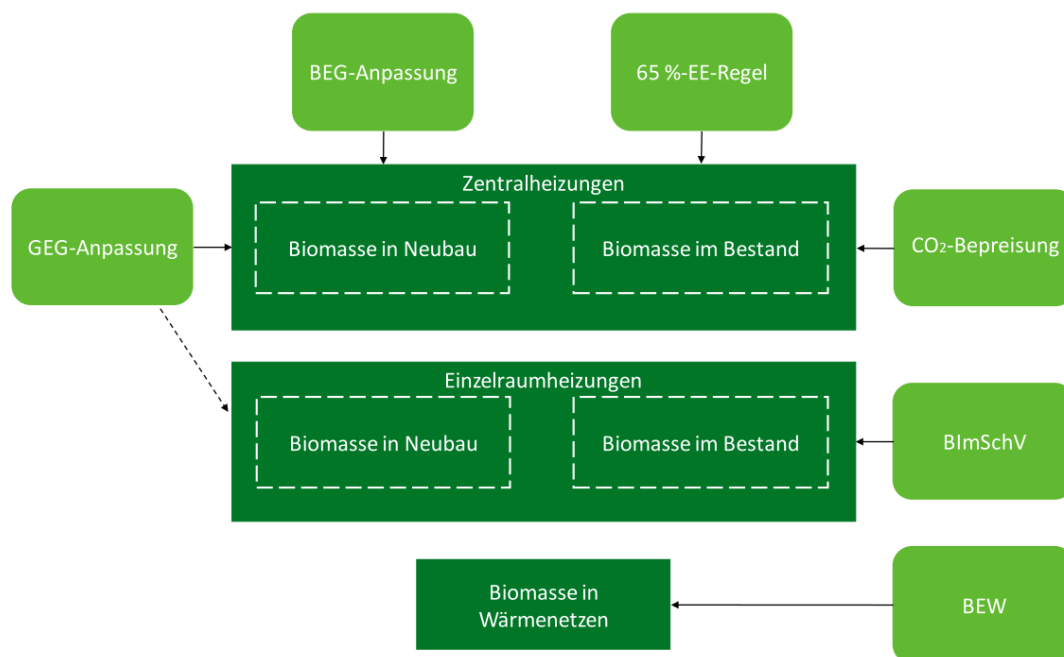 BEG-Anpassung
65 %-EE-Regel
Zentralheizungen
GEG-Anpassung
Biomasse in Neubau
Biomasse im Bestand
CO₂-Bepreisung
Einzelraumheizungen
Biomasse in Neubau
Biomasse im Bestand
BImSchV
Biomasse in
Wärmenetzen
BEW